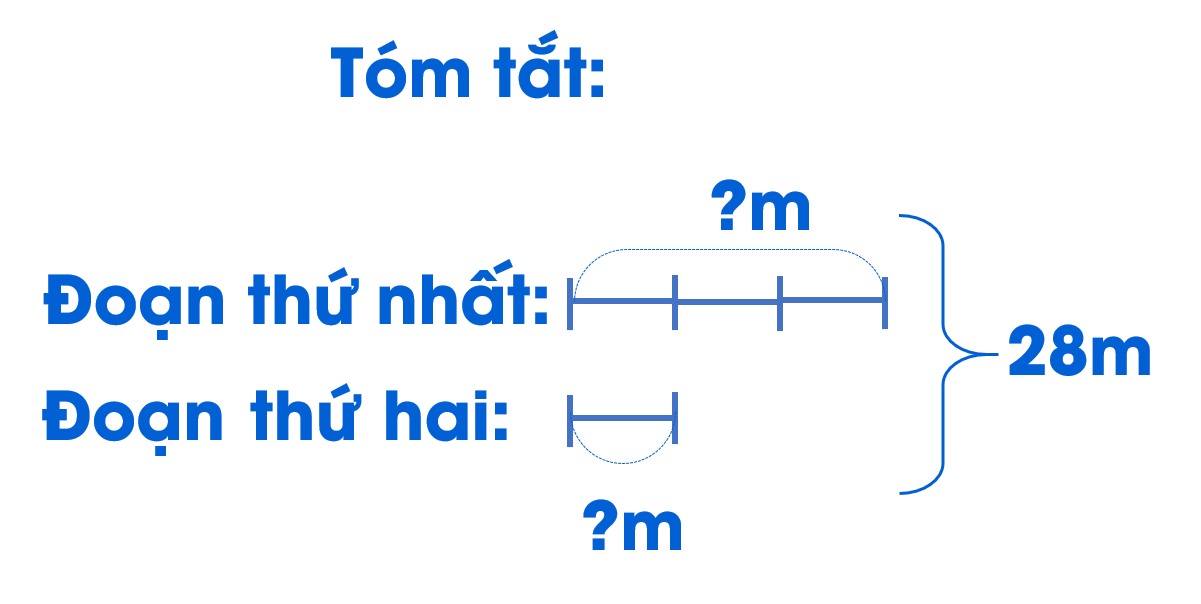 Tóm tắt:
?m
Đoạn thứ nhất:
28m
Đoạn thứ hai:
?m